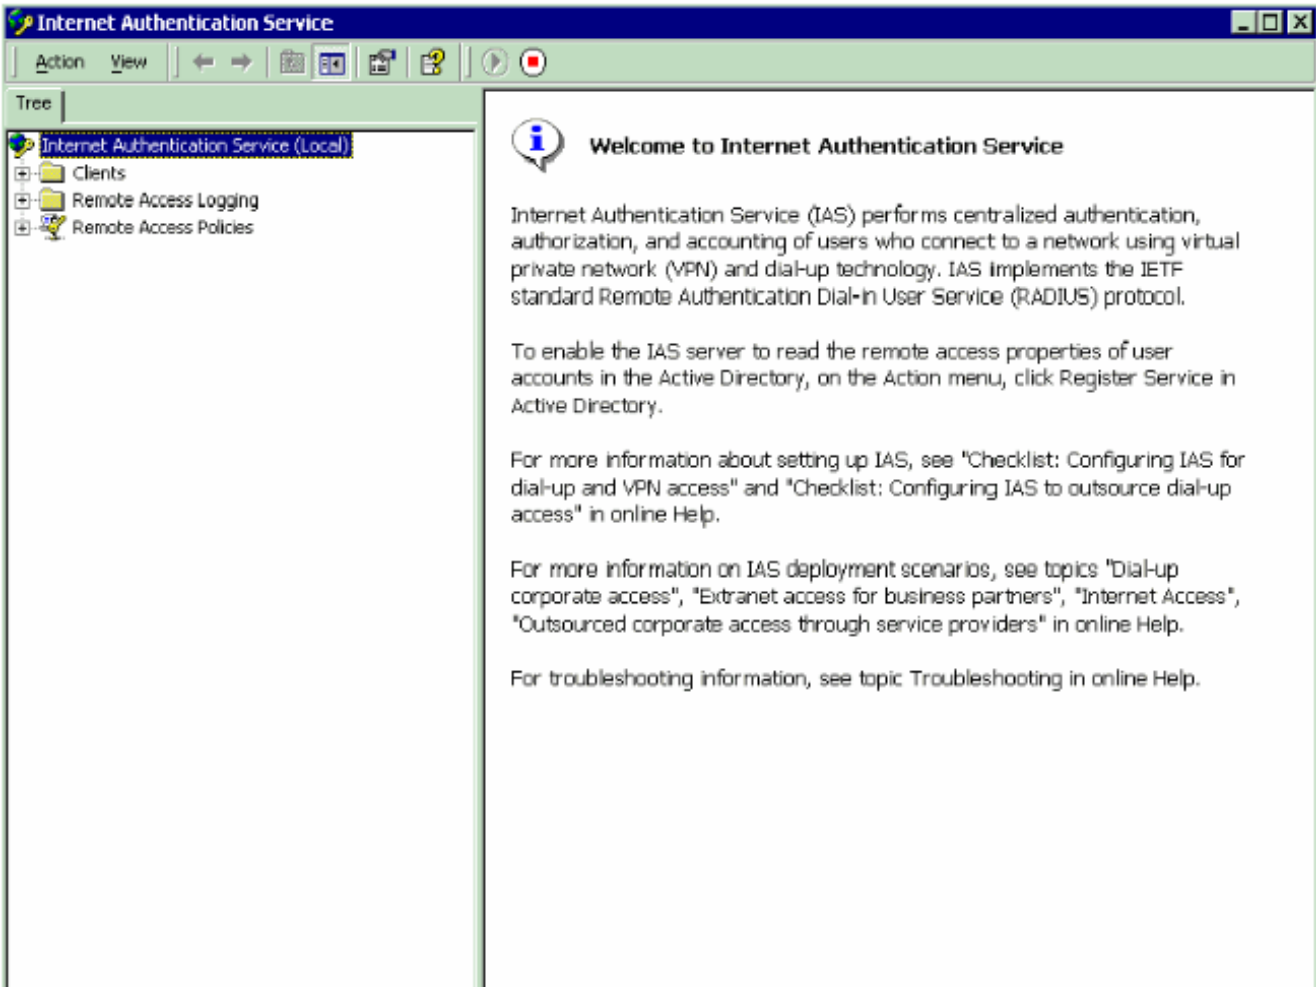 Internet Authentication Service
Action View
Tree
Internet Authentication Service (Local)
Clients
Remote Access Logging
Remote Access Policies
Welcome to Internet Authentication Service
Internet Authentication Service (IAS) performs centralized authentication,
authorization, and accounting of users who connect to a network using virtual
private network (VPN) and dial-up technology. IAS implements the IETF
standard Remote Authentication Dial-in User Service (RADIUS) protocol.
To enable the IAS server to read the remote access properties of user
accounts in the Active Directory, on the Action menu, click Register Service in
Active Directory.
For more information about setting up IAS, see "Checklist: Configuring IAS for
dial-up and VPN access" and "Checklist: Configuring IAS to outsource dial-up
access" in online Help.
For more information on IAS deployment scenarios, see topics "Dial-up
corporate access", "Extranet access for business partners", "Internet Access",
"Outsourced corporate access through service providers" in online Help.
For troubleshooting information, see topic Troubleshooting in online Help.